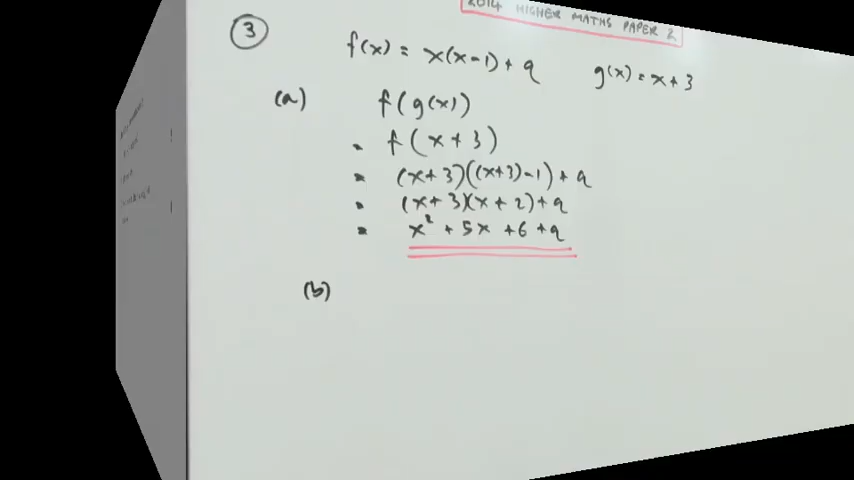 2014 HIGHER MATHS PAPER 2
3
f(x) = x(x-1) + q g(x) = x + 3
(a) f(g(x))
= f(x+3)
= (x+3)((x+3)-1) + q
= (x+3)(x+2) + q
= x² + 5x + 6 + q
(b)